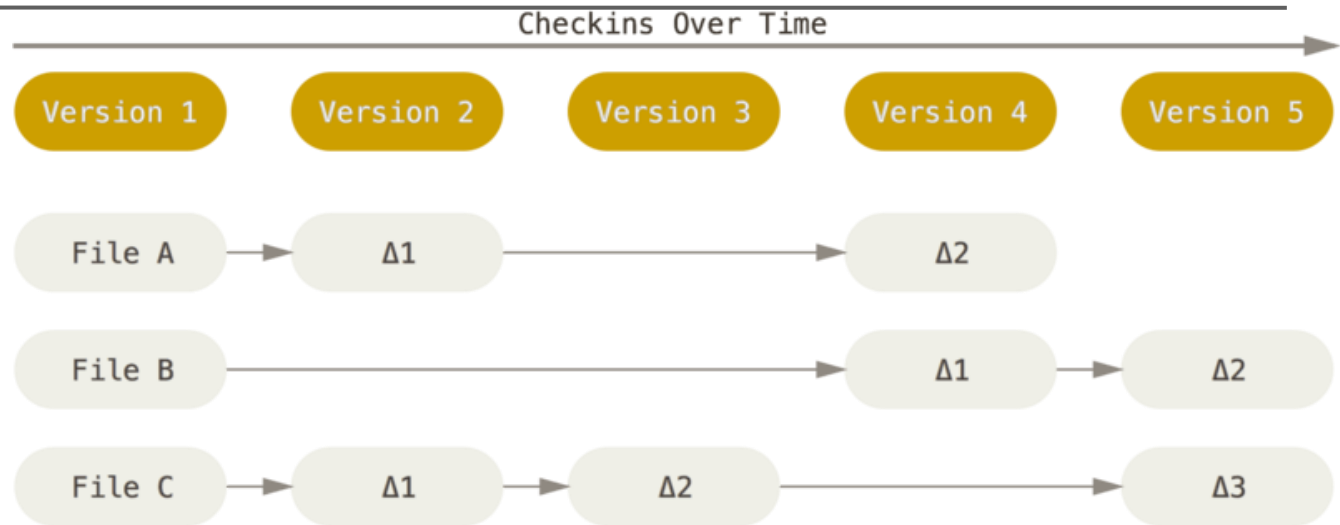 Checkins Over Time
Version 1 Version 2 Version 3 Version 4 Version 5
File A Δ1 Δ2
File B Δ1 Δ2
File C Δ1 Δ2 Δ3